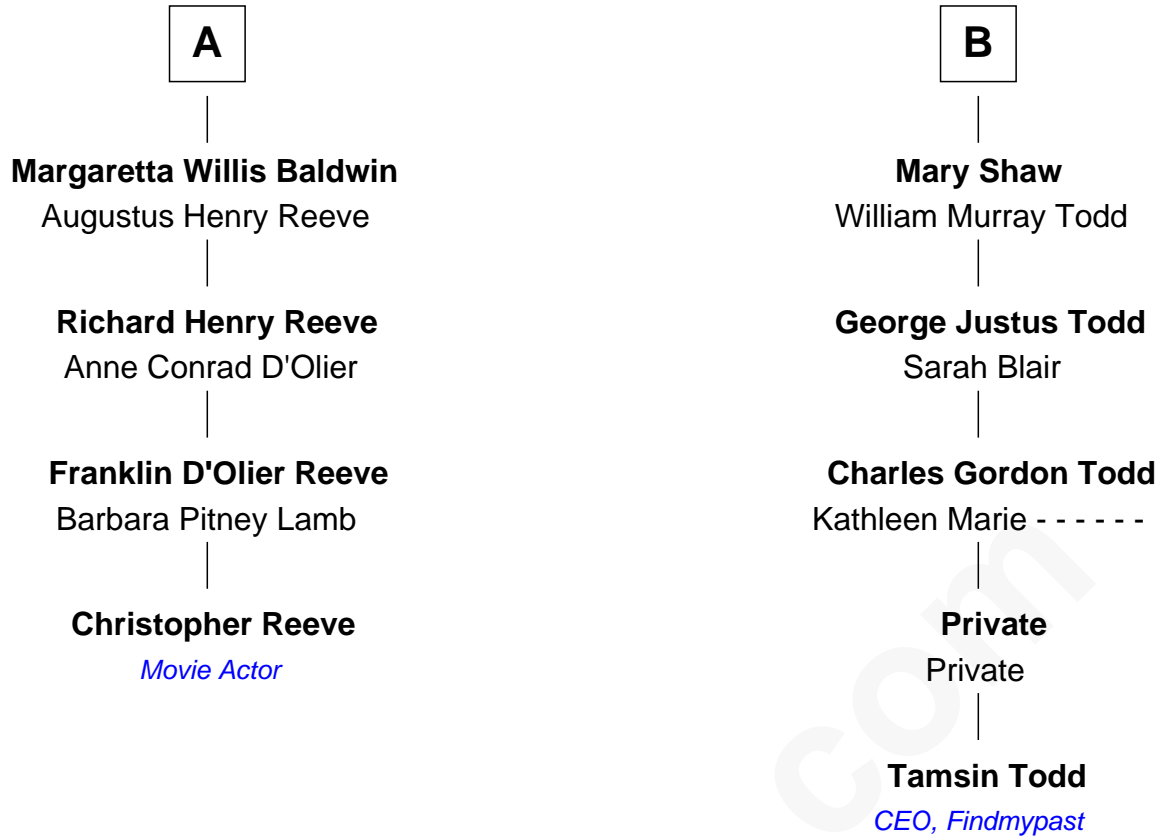 A
Margaretta Willis Baldwin
Augustus Henry Reeve
Richard Henry Reeve
Anne Conrad D'Olier
Franklin D'Olier Reeve
Barbara Pitney Lamb
Christopher Reeve
Movie Actor
B
Mary Shaw
William Murray Todd
George Justus Todd
Sarah Blair
Charles Gordon Todd
Kathleen Marie - - - - - -
Private
Private
Tamsin Todd
CEO, Findmypast
com